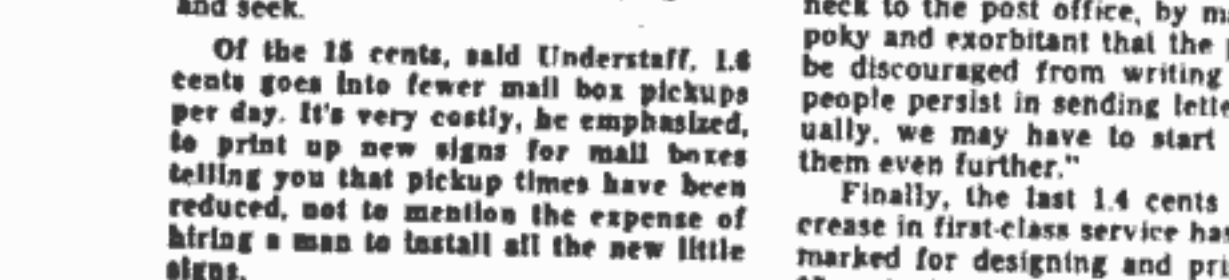 and seek.
Of the 15 cents, said Understaff, 1.6
cents goes into fewer mail box pickups
per day. It's very costly, he emphasized,
to print up new signs for mail boxes
telling you that pickup times have been
reduced, not to mention the expense of
hiring a man to install all the new little
signs.
neck to the post office, by
poky and exorbitant that the
be discouraged from writing
people persist in sending
ually, we may have to start
them even further."
Finally, the last 1.4 cents
crease in first-class service
marked for designing and